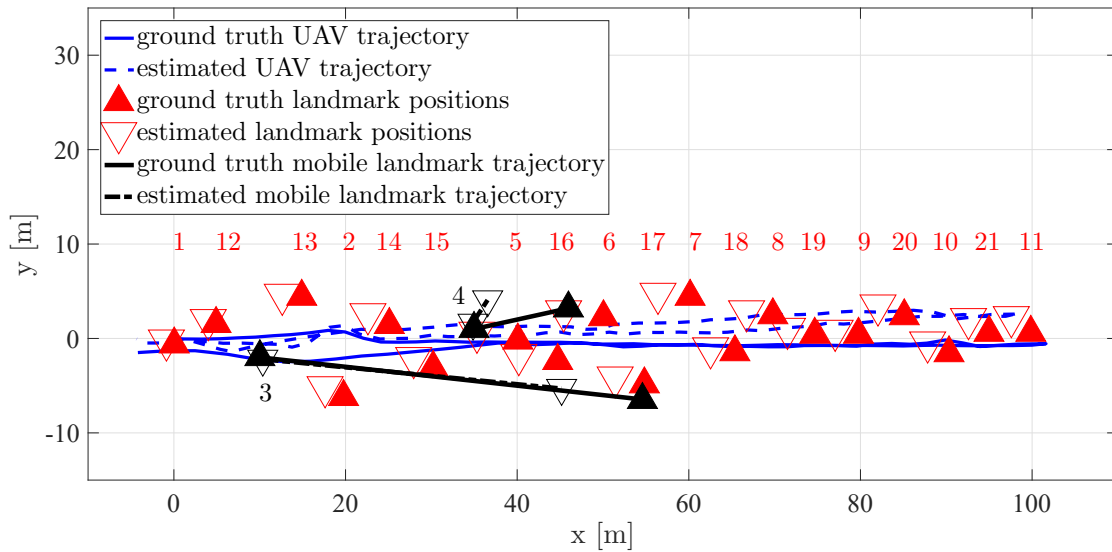 ground truth UAV trajectory
estimated UAV trajectory
ground truth landmark positions
estimated landmark positions
ground truth mobile landmark trajectory
estimated mobile landmark trajectory
30
20
10
0
-10
y [m]
1 12 13 2 14 15 5 16 6 17 7 18 8 19 9 20 10 21 11
4
3
0 20 40 60 80 100
x [m]